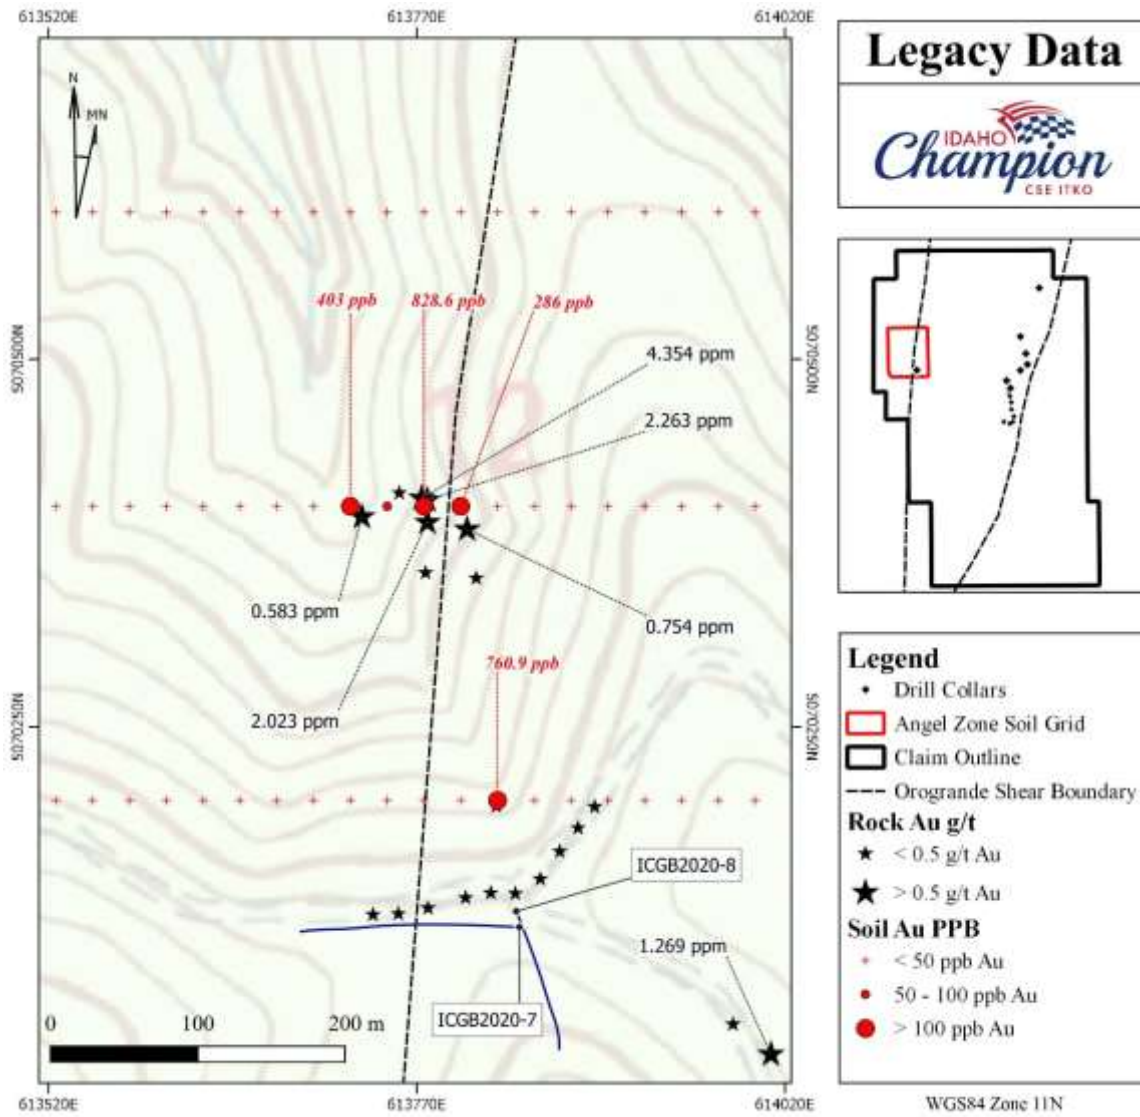 613520E
613770E
614020E
N
MN
403 ppb
828.6 ppb
286 ppb
4.354 ppm
2.263 ppm
5070500N
5070500N
12
0.583 ppm
0.754 ppm
760.9 ppb
2.023 ppm
5070250N
5070250N
ICGB2020-8
1.269 ppm
ICGB2020-7
0
100
200 m
613520E
613770E
614020E
Legacy Data
IDAHO
Champion
CSE ITKO
Legend
Drill Collars
Angel Zone Soil Grid
Claim Outline
Orogrande Shear Boundary
Rock Au g/t
< 0.5 g/t Au
> 0.5 g/t Au
Soil Au PPB
< 50 ppb Au
50 - 100 ppb Au
> 100 ppb Au
WGS84 Zone 11N